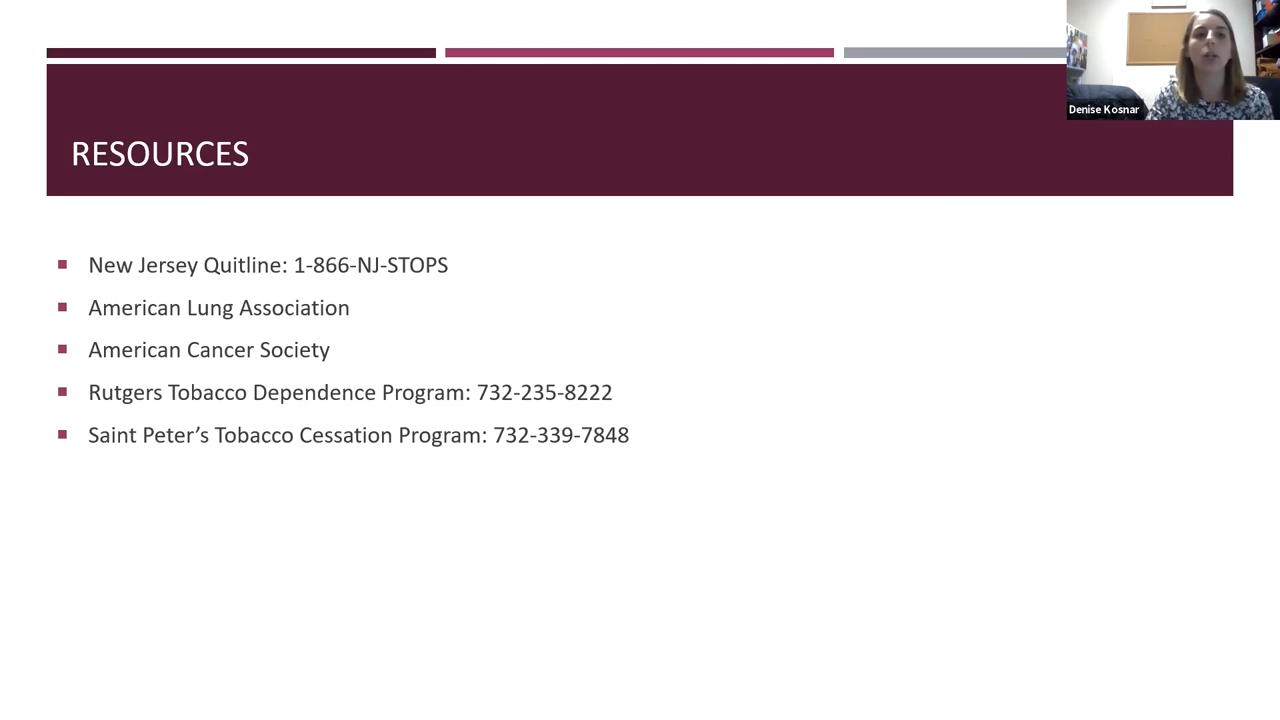 Denise Kosnar
RESOURCES
New Jersey Quitline: 1-866-NJ-STOPS
American Lung Association
American Cancer Society
Rutgers Tobacco Dependence Program: 732-235-8222
Saint Peter’s Tobacco Cessation Program: 732-339-7848